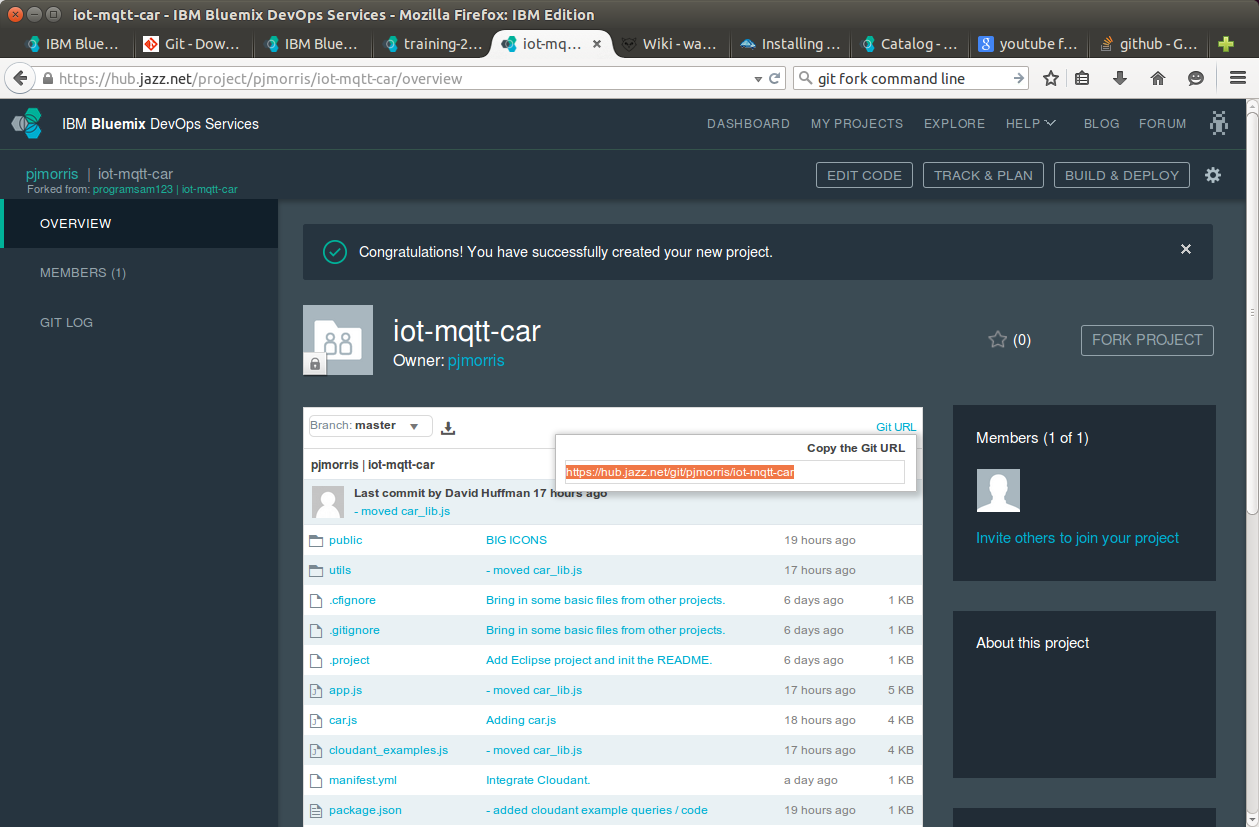 iot-mqtt-car - IBM Bluemix DevOps Services - Mozilla Firefox: IBM Edition
IBM Blue... Git - Dow... IBM Blue... training-2... iot-mq... Wiki - wa... Installing ... Catalog - ... youtube f... github - G...
https://hub.jazz.net/project/pjmorris/iot-mqtt-car/overview git fork command line
IBM Bluemix DevOps Services DASHBOARD MY PROJECTS EXPLORE HELP BLOG FORUM
pjmorris | iot-mqtt-car EDIT CODE TRACK & PLAN BUILD & DEPLOY
Forked from: programsam123 | iot-mqtt-car
OVERVIEW
MEMBERS (1)
GIT LOG
Congratulations! You have successfully created your new project.
iot-mqtt-car
Owner: pjmorris
(0) FORK PROJECT
Branch: master Git URL
Copy the Git URL
https://hub.jazz.net/git/pjmorris/iot-mqtt-car
pjmorris | iot-mqtt-car
Last commit by David Huffman 17 hours ago
- moved car_lib.js
public BIG ICONS 19 hours ago
utils - moved car_lib.js 17 hours ago
.cfignore Bring in some basic files from other projects. 6 days ago 1 KB
.gitignore Bring in some basic files from other projects. 6 days ago 1 KB
.project Add Eclipse project and init the README. 6 days ago 1 KB
app.js - moved car_lib.js 17 hours ago 5 KB
car.js Adding car.js 18 hours ago 4 KB
cloudant_examples.js - moved car_lib.js 17 hours ago 4 KB
manifest.yml Integrate Cloudant. a day ago 1 KB
package.json - added cloudant example queries / code 19 hours ago 1 KB
Members (1 of 1)
Invite others to join your project
About this project